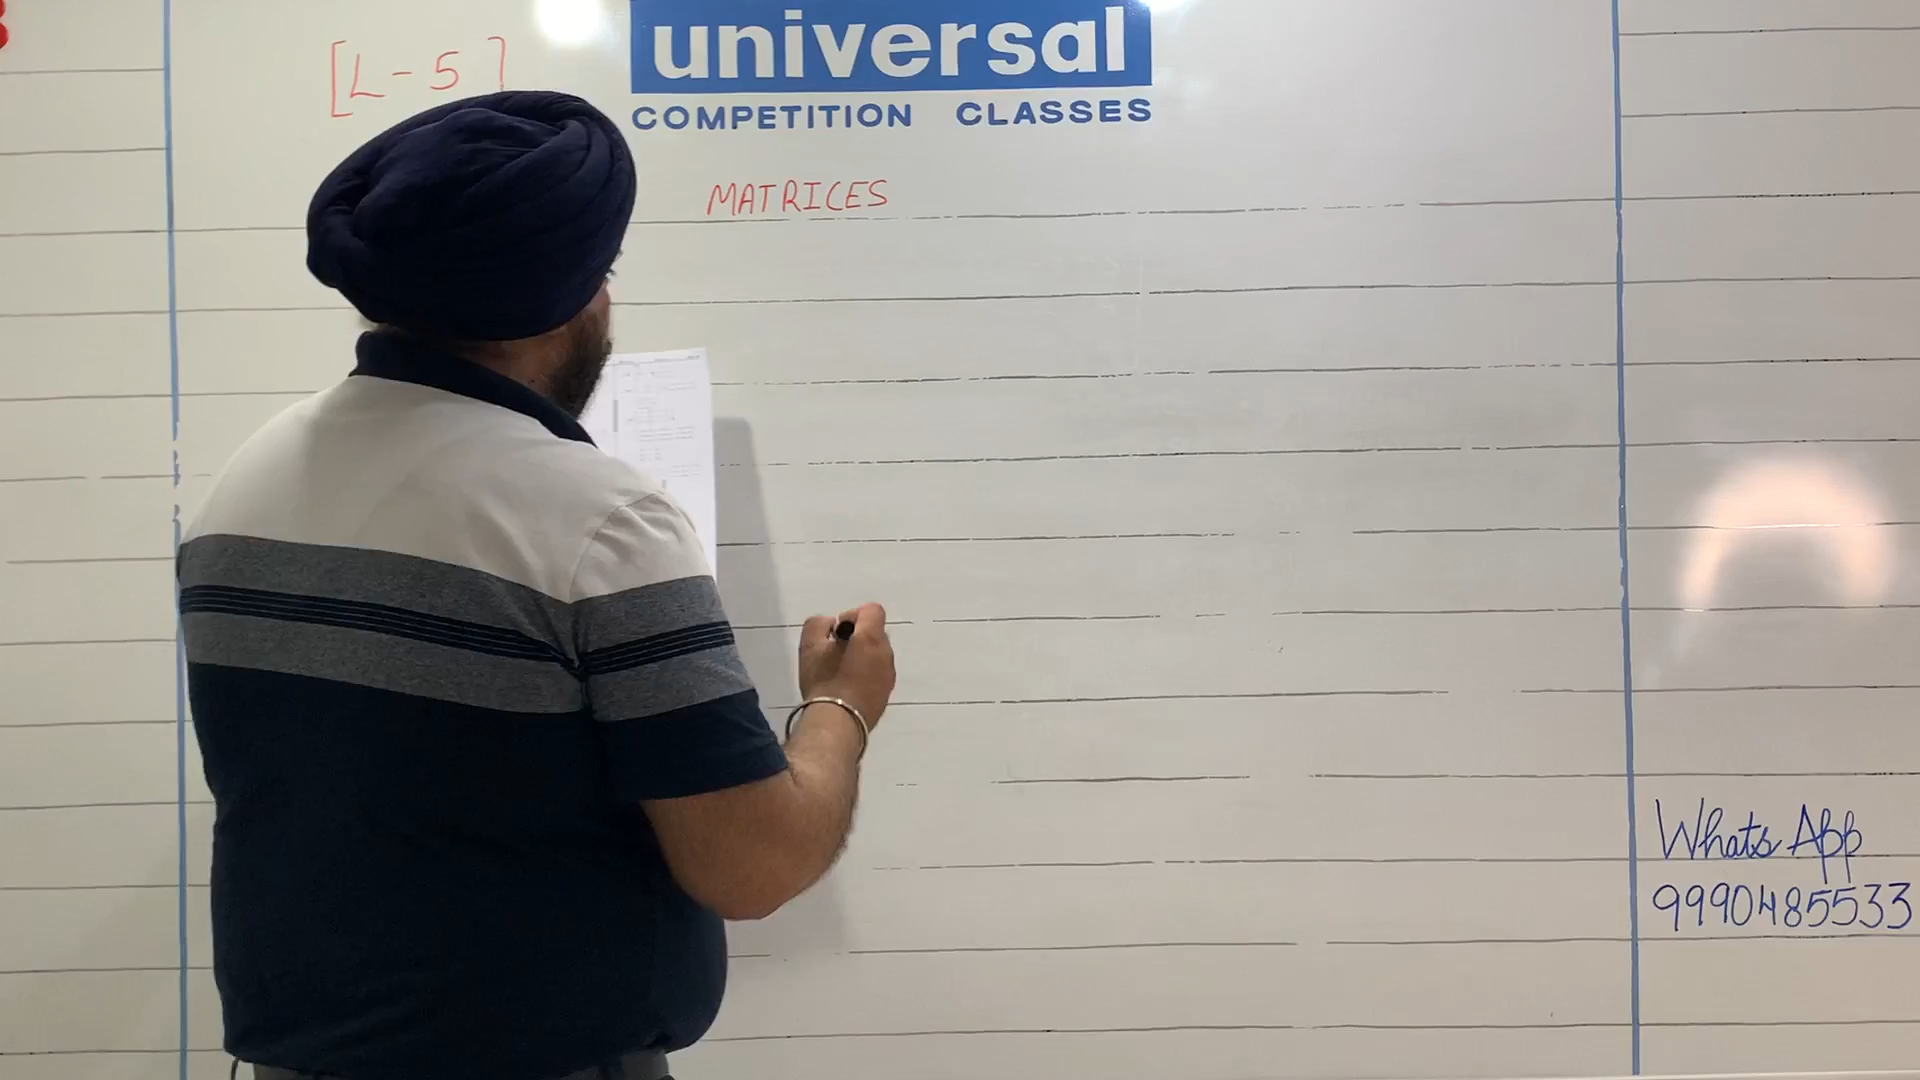 [L-5]
universal
COMPETITION CLASSES
MATRICES
Whats App
9990485533